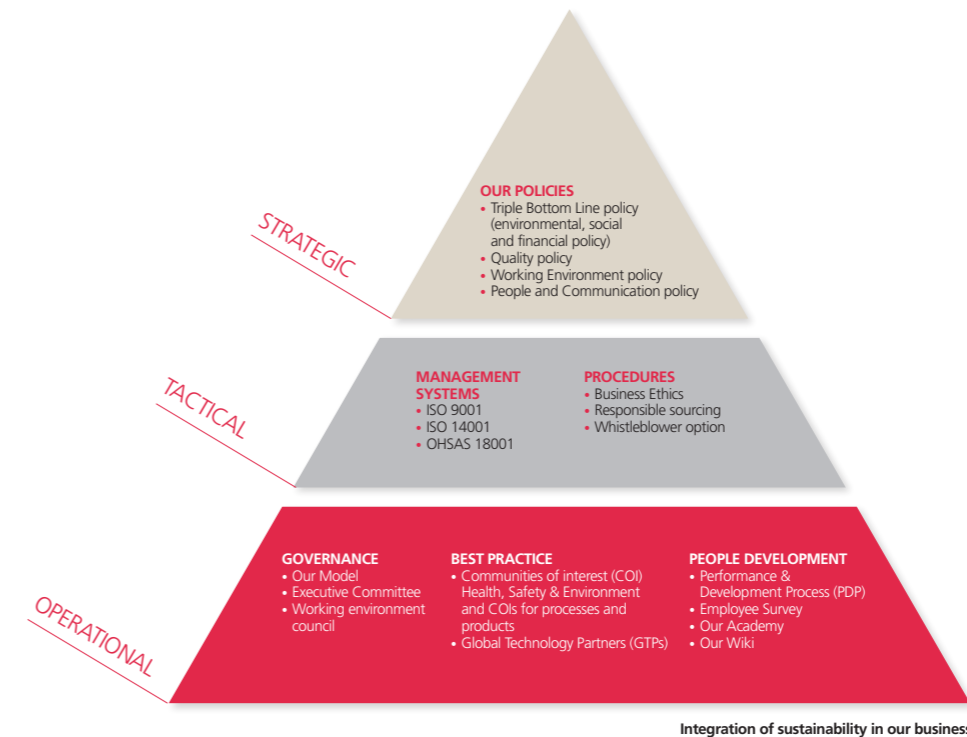 STRATEGIC
OUR POLICIES
• Triple Bottom Line policy
(environmental, social
and financial policy)
• Quality policy
• Working Environment policy
• People and Communication policy
TACTICAL
MANAGEMENT
SYSTEMS
• ISO 9001
• ISO 14001
• OHSAS 18001
PROCEDURES
• Business Ethics
• Responsible sourcing
• Whistleblower option
OPERATIONAL
GOVERNANCE
• Our Model
• Executive Committee
• Working environment
council
BEST PRACTICE
• Communities of interest (COI)
Health, Safety & Environment
and COIs for processes and
products
• Global Technology Partners (GTPs)
PEOPLE DEVELOPMENT
• Performance &
Development Process (PDP)
• Employee Survey
• Our Academy
• Our Wiki
Integration of sustainability in our business